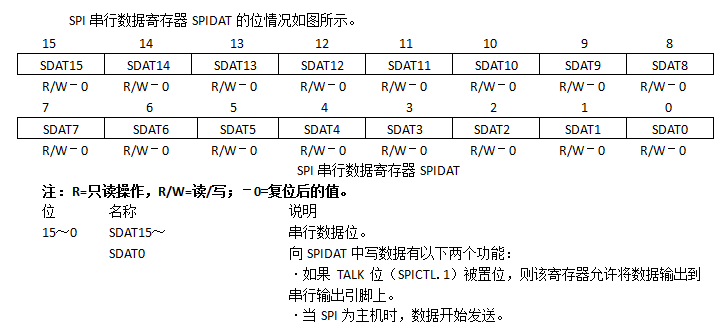 SPI 串行数据寄存器 SPIDAT 的位情况如图所示。
15 14 13 12 11 10 9 8
SDAT15 SDAT14 SDAT13 SDAT12 SDAT11 SDAT10 SDAT9 SDAT8
R/W－0 R/W－0 R/W－0 R/W－0 R/W－0 R/W－0 R/W－0 R/W－0
7 6 5 4 3 2 1 0
SDAT7 SDAT6 SDAT5 SDAT4 SDAT3 SDAT2 SDAT1 SDAT0
R/W－0 R/W－0 R/W－0 R/W－0 R/W－0 R/W－0 R/W－0 R/W－0
SPI 串行数据寄存器 SPIDAT
注：R=只读操作，R/W=读/写；－0=复位后的值。
位 名称 说明
15～0 SDAT15～ 串行数据位。
SDAT0 向 SPIDAT 中写数据有以下两个功能：
·如果 TALK 位（SPICTL.1）被置位，则该寄存器允许将数据输出到
串行输出引脚上。
·当 SPI 为主机时，数据开始发送。